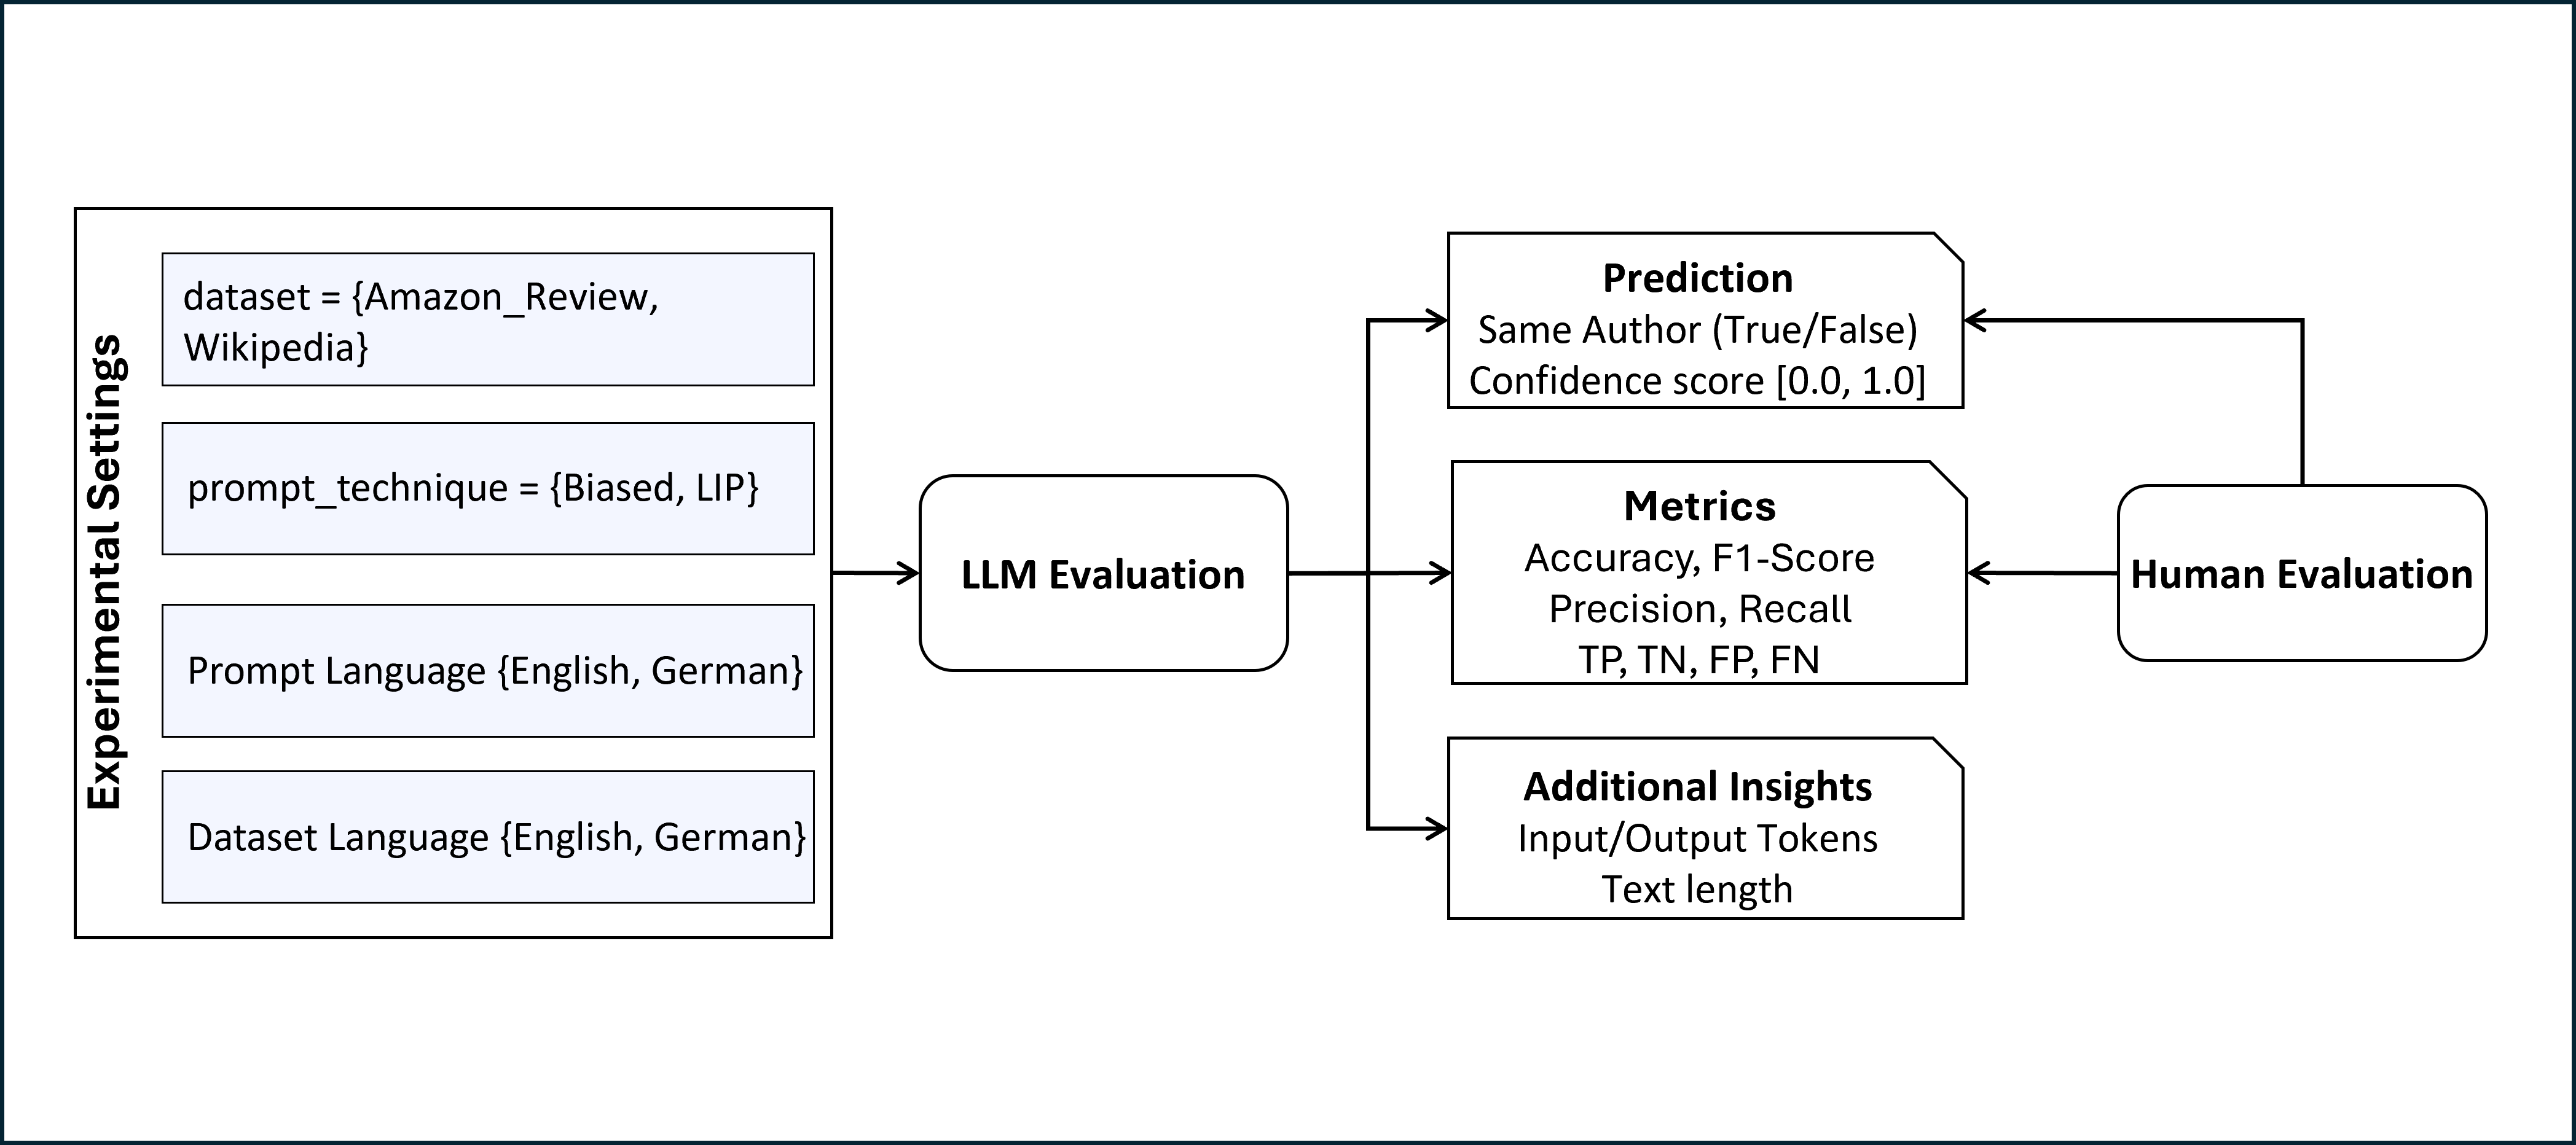 Experimental Settings
dataset = {Amazon_Review,
Wikipedia}
prompt_technique = {Biased, LIP}
Prompt Language {English, German}
Dataset Language {English, German}
LLM Evaluation
Prediction
Same Author (True/False)
Confidence score [0.0, 1.0]
Metrics
Accuracy, F1-Score
Precision, Recall
TP, TN, FP, FN
Additional Insights
Input/Output Tokens
Text length
Human Evaluation